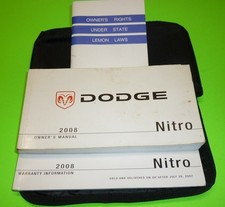 OWNER'S RIGHTS
UNDER STATE
LEMON LAWS
DODGE
2008
OWNER'S MANUAL
Nitro
2008
WARRANTY INFORMATION
Nitro